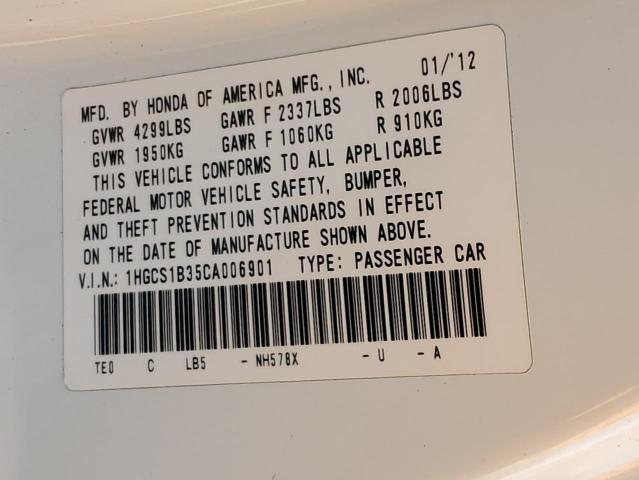 MFD. BY HONDA OF AMERICA MFG., INC. 01/'12
GVWR 4299LBS GAWR F 2337LBS R 2006LBS
GVWR 1950KG GAWR F 1060KG R 910KG
THIS VEHICLE CONFORMS TO ALL APPLICABLE
FEDERAL MOTOR VEHICLE SAFETY, BUMPER,
AND THEFT PREVENTION STANDARDS IN EFFECT
ON THE DATE OF MANUFACTURE SHOWN ABOVE.
V.I.N.: 1HGCS1B35CA006901 TYPE: PASSENGER CAR
TE0 C LB5 - NH578X - U - A